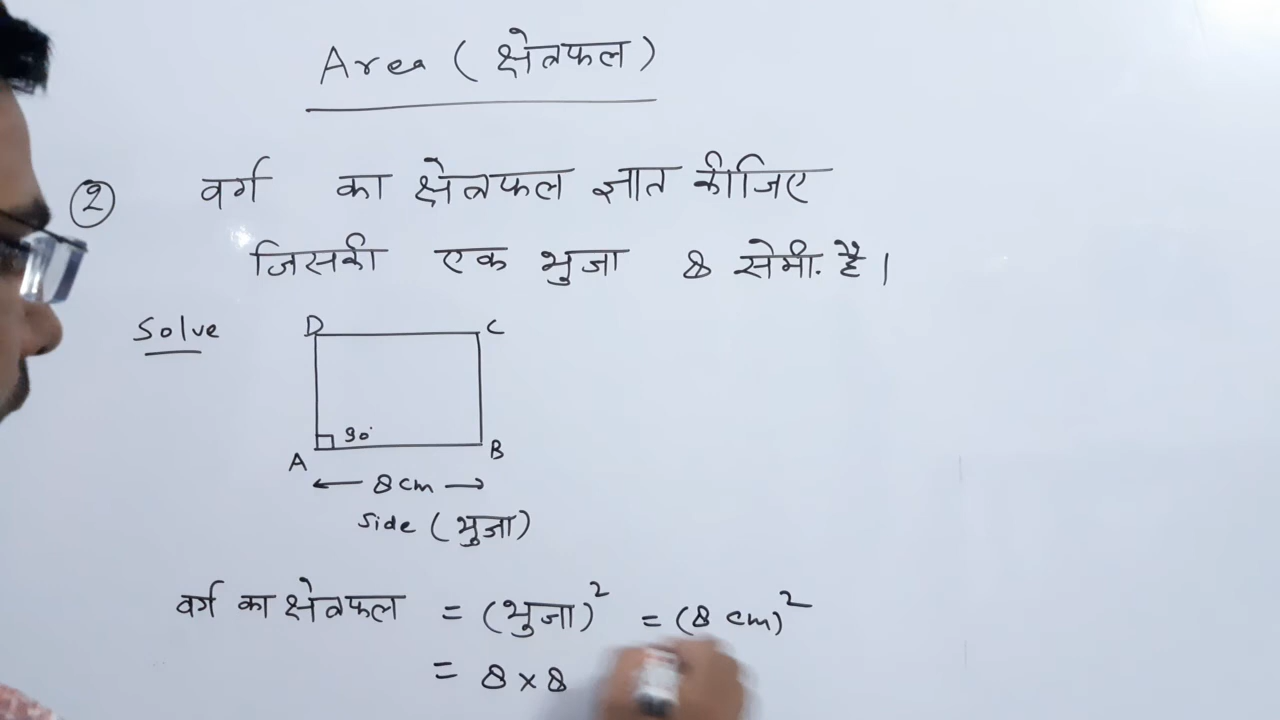 Area (क्षेत्रफल)
② वर्ग का क्षेत्रफल ज्ञात कीजिए
जिसकी एक भुजा 8 सेमी. है।
Solve
D C
90°
A B
← 8 cm →
Side (भुजा)
वर्ग का क्षेत्रफल = (भुजा)² = (8 cm)²
= 8 × 8